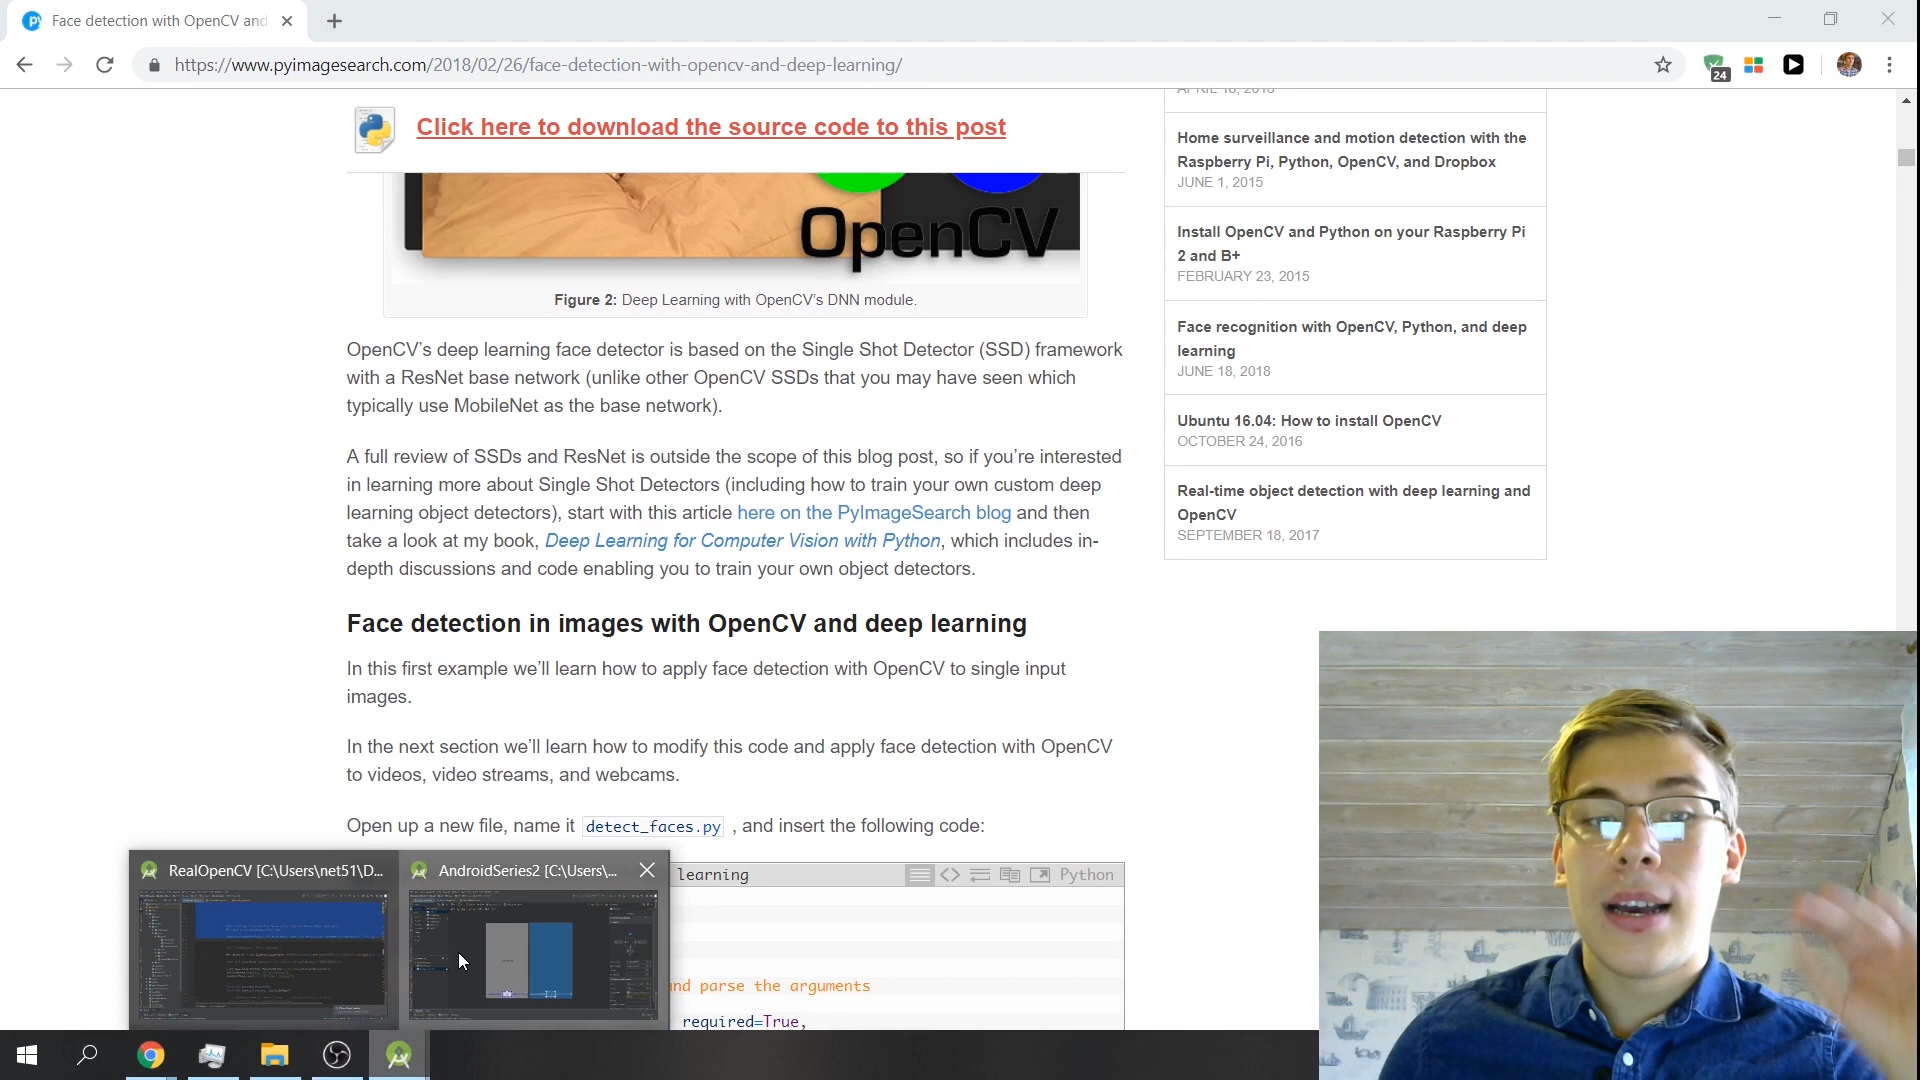 Face detection with OpenCV and
https://www.pyimagesearch.com/2018/02/26/face-detection-with-opencv-and-deep-learning/
24
Click here to download the source code to this post
OpenCV
Figure 2: Deep Learning with OpenCV's DNN module.
OpenCV's deep learning face detector is based on the Single Shot Detector (SSD) framework
with a ResNet base network (unlike other OpenCV SSDs that you may have seen which
typically use MobileNet as the base network).
A full review of SSDs and ResNet is outside the scope of this blog post, so if you're interested
in learning more about Single Shot Detectors (including how to train your own custom deep
learning object detectors), start with this article here on the PyImageSearch blog and then
take a look at my book, Deep Learning for Computer Vision with Python, which includes in-
depth discussions and code enabling you to train your own object detectors.
Face detection in images with OpenCV and deep learning
In this first example we'll learn how to apply face detection with OpenCV to single input
images.
In the next section we'll learn how to modify this code and apply face detection with OpenCV
to videos, video streams, and webcams.
Open up a new file, name it detect_faces.py , and insert the following code:
learning
Python
nd parse the arguments
required=True,
Home surveillance and motion detection with the
Raspberry Pi, Python, OpenCV, and Dropbox
JUNE 1, 2015
Install OpenCV and Python on your Raspberry Pi
2 and B+
FEBRUARY 23, 2015
Face recognition with OpenCV, Python, and deep
learning
JUNE 18, 2018
Ubuntu 16.04: How to install OpenCV
OCTOBER 24, 2016
Real-time object detection with deep learning and
OpenCV
SEPTEMBER 18, 2017
RealOpenCV [C:\Users\net51\D...
AndroidSeries2 [C:\Users\...